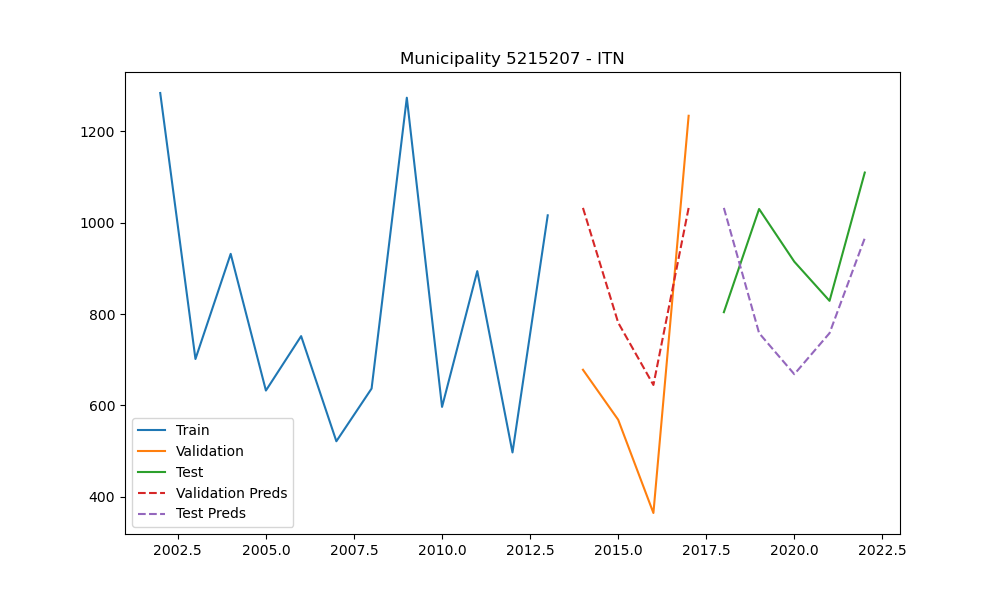 Municipality 5215207 - ITN
1200
1000
800
600
400
Train
Validation
Test
Validation Preds
Test Preds
2002.5 2005.0 2007.5 2010.0 2012.5 2015.0 2017.5 2020.0 2022.5